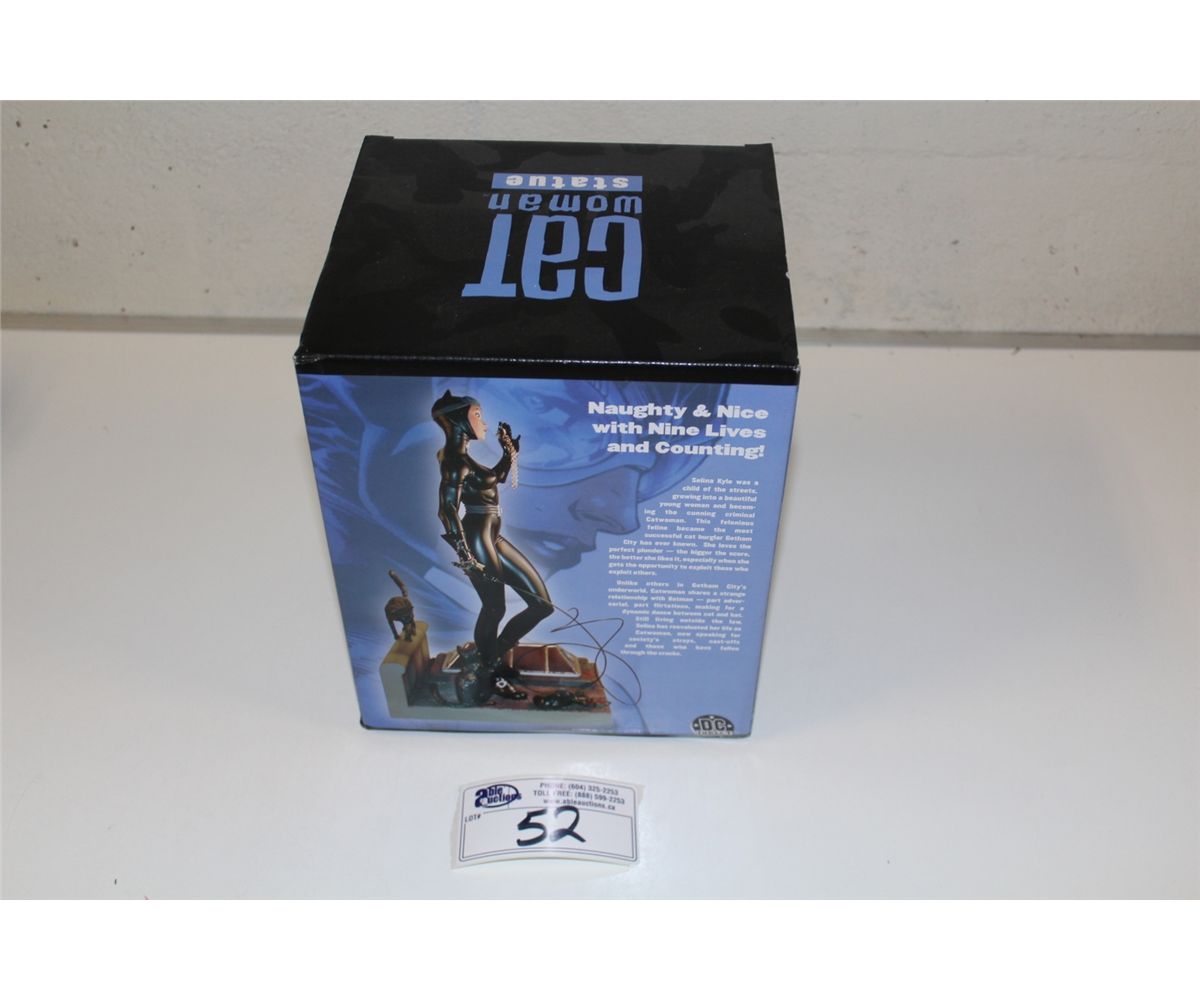 cat
woman
statue
Naughty & Nice
with Nine Lives
and Counting!
Selina Kyle was a
child of the streets,
growing into a beautiful
young woman and becom-
ing the cunning criminal
Catwoman. This felonious
feline became the most
successful cat burglar Gotham
City has ever known. She loves the
perfect plunder — the bigger the score,
the better she likes it, especially when she
gets the opportunity to exploit those who
exploit others.
Unlike others in Gotham City's
underworld, Catwoman shares a strange
relationship with Batman — part adver-
sarial, part flirtatious, making for a
dynamic dance between cat and bat.
Still living outside the law,
Selina has reevaluated her life as
Catwoman, now speaking for
society's strays, cast-offs
and those who have fallen
through the cracks.
DC
DIRECT
able auctions
PHONE: (604) 325-2253
TOLL FREE: (888) 599-2253
www.ableauctions.ca
LOT#
52